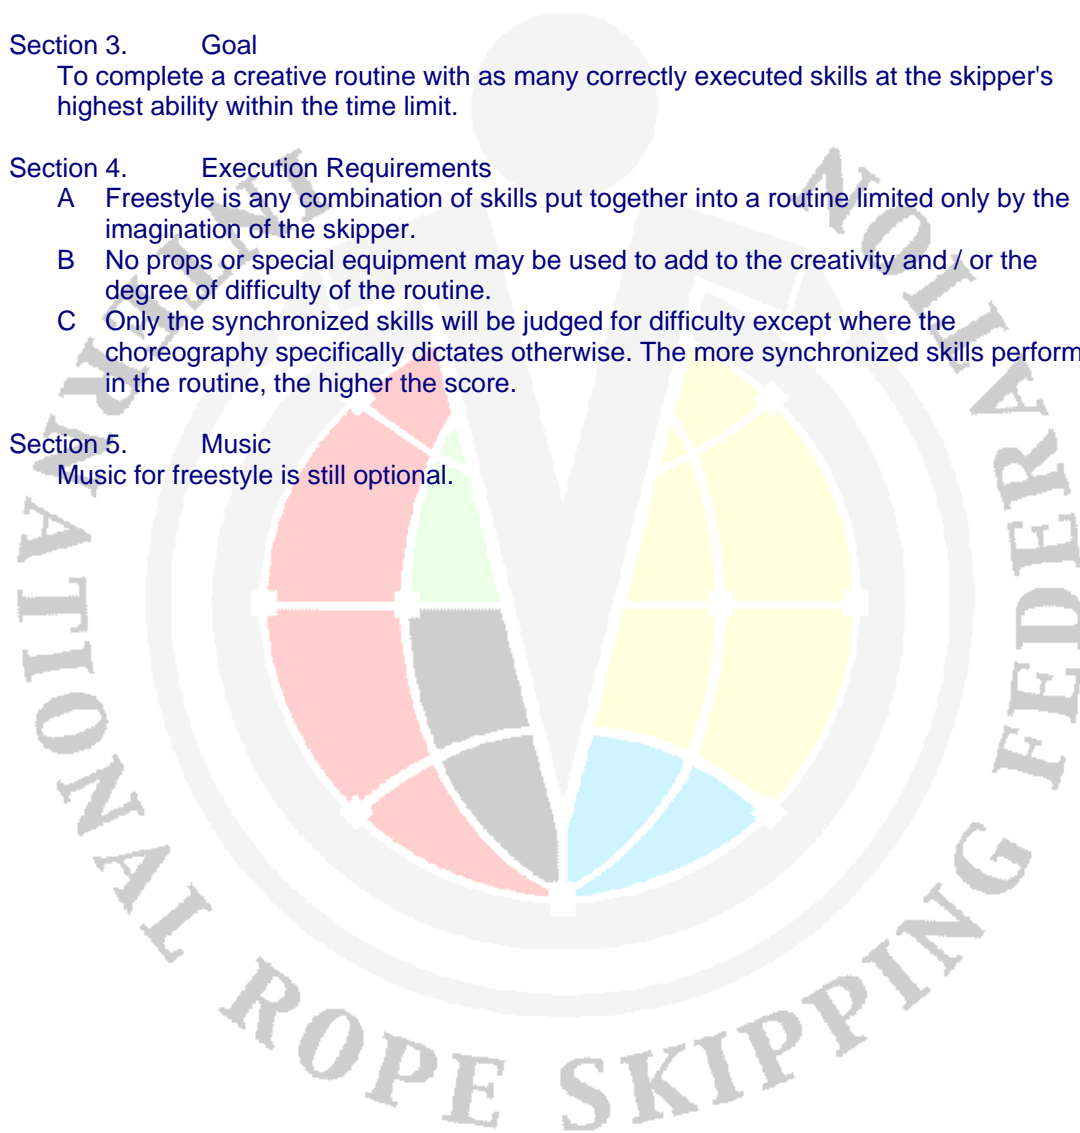 Section 3. Goal
To complete a creative routine with as many correctly executed skills at the skipper's
highest ability within the time limit.
Section 4. Execution Requirements
A Freestyle is any combination of skills put together into a routine limited only by the
imagination of the skipper.
B No props or special equipment may be used to add to the creativity and / or the
degree of difficulty of the routine.
C Only the synchronized skills will be judged for difficulty except where the
choreography specifically dictates otherwise. The more synchronized skills perform
in the routine, the higher the score.
Section 5. Music
Music for freestyle is still optional.
INTERNATIONAL ROPE SKIPPING FEDERATION